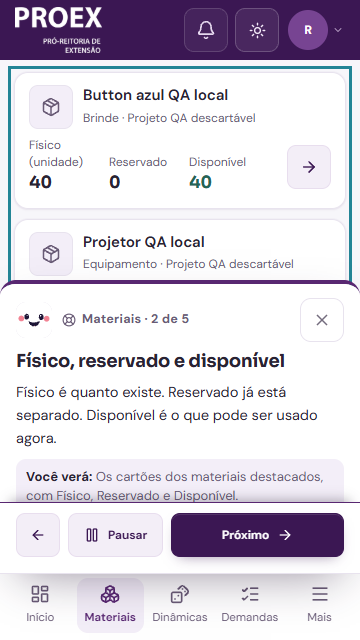 PROEX
PRÓ-REITORIA DE
EXTENSÃO
R
Button azul QA local
Brinde · Projeto QA descartável
Físico
(unidade)
Reservado
Disponível
40
0
40
Projetor QA local
Equipamento · Projeto QA descartável
Materiais · 2 de 5
Físico, reservado e disponível
Físico é quanto existe. Reservado já está
separado. Disponível é o que pode ser usado
agora.
Você verá: Os cartões dos materiais destacados,
com Físico, Reservado e Disponível.
Pausar
Próximo
Início
Materiais
Dinâmicas
Demandas
Mais